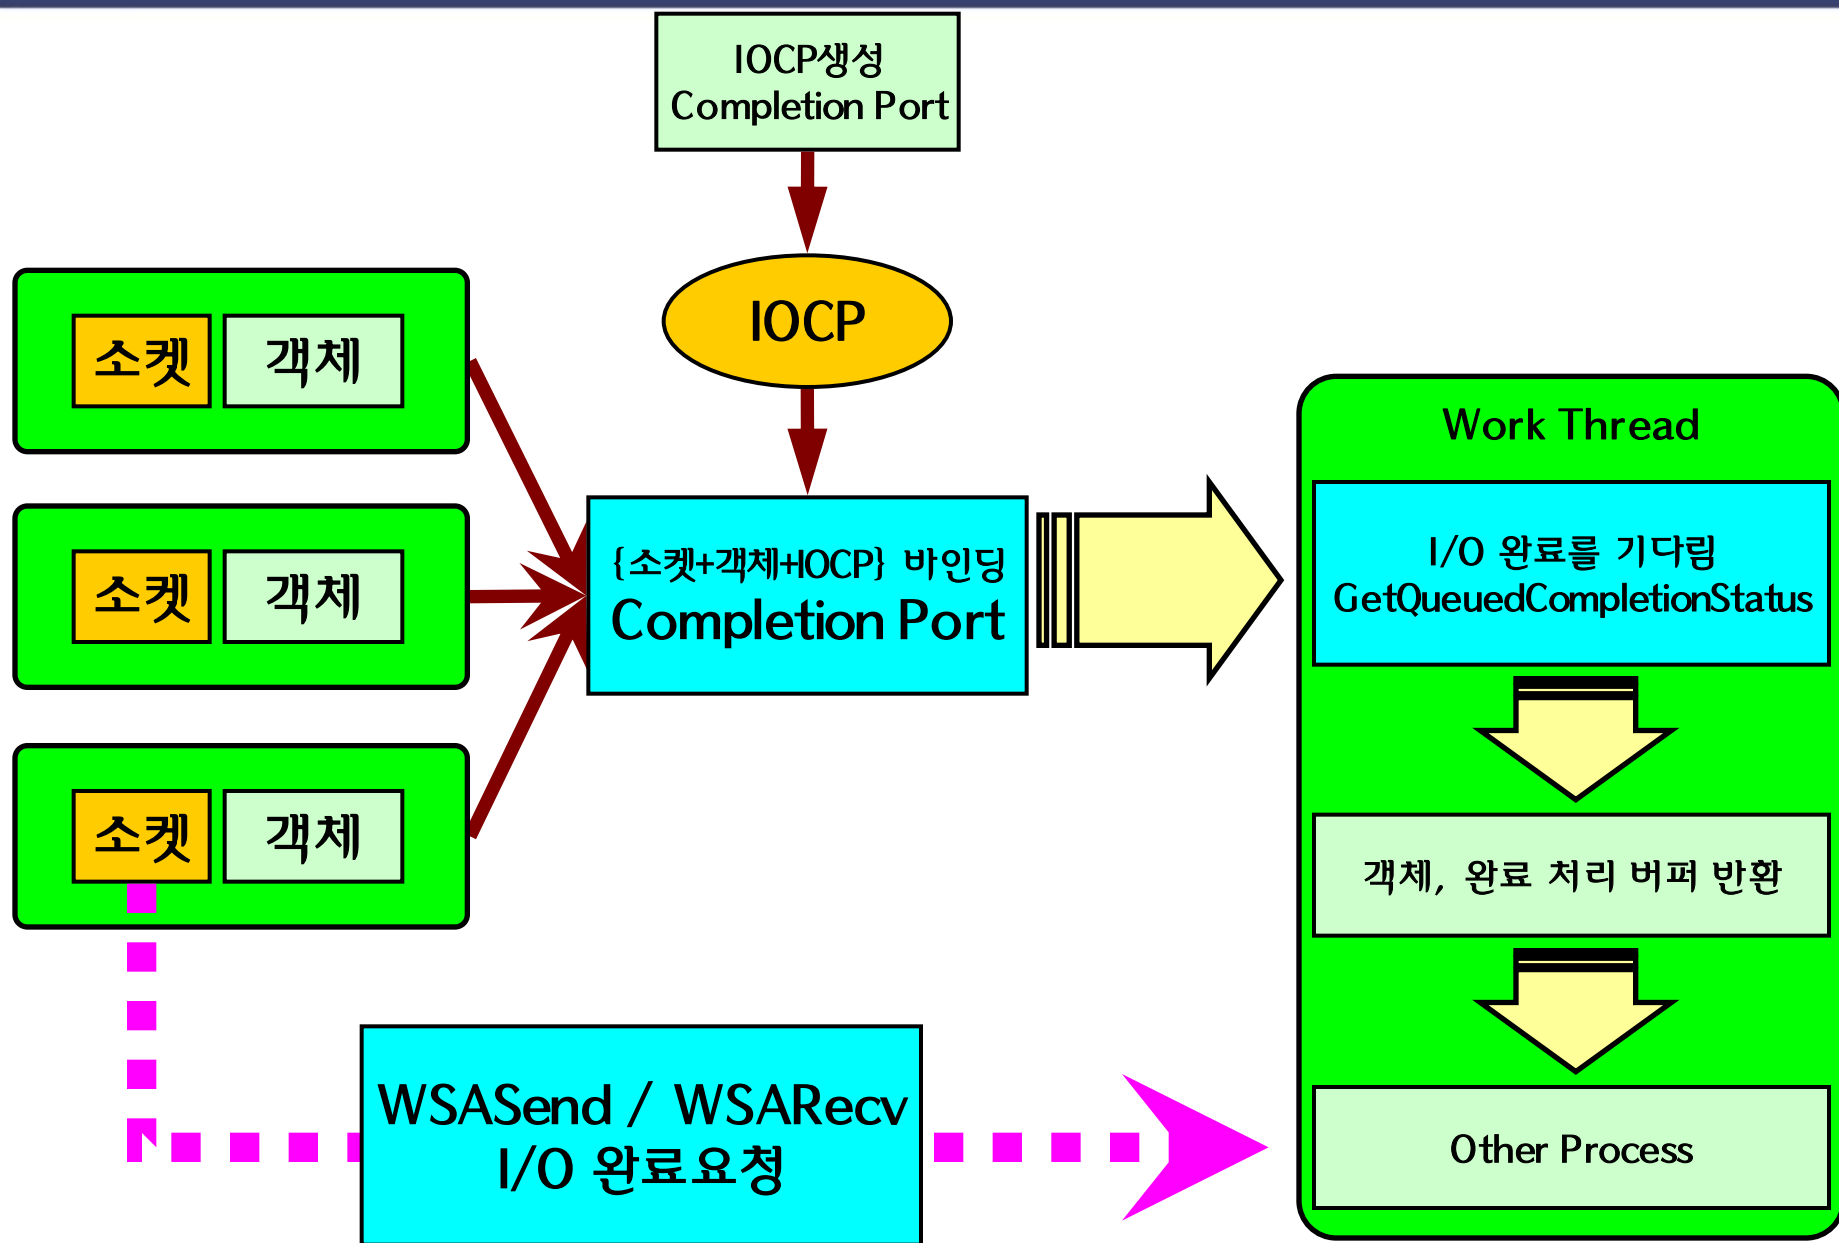 IOCP생성
Completion Port
IOCP
소켓 객체
소켓 객체
소켓 객체
{소켓+객체+IOCP} 바인딩
Completion Port
Work Thread
I/O 완료를 기다림
GetQueuedCompletionStatus
객체, 완료 처리 버퍼 반환
Other Process
WSASend / WSARecv
I/O 완료요청